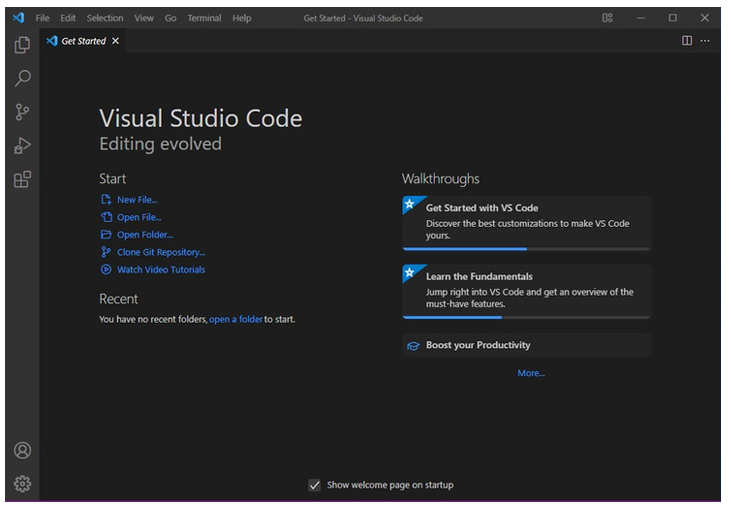 File Edit Selection View Go Terminal Help Get Started - Visual Studio Code
Get Started
Visual Studio Code
Editing evolved
Start
New File...
Open File...
Open Folder...
Clone Git Repository...
Watch Video Tutorials
Recent
You have no recent folders, open a folder to start.
Walkthroughs
Get Started with VS Code
Discover the best customizations to make VS Code
yours.
Learn the Fundamentals
Jump right into VS Code and get an overview of the
must-have features.
Boost your Productivity
More...
Show welcome page on startup